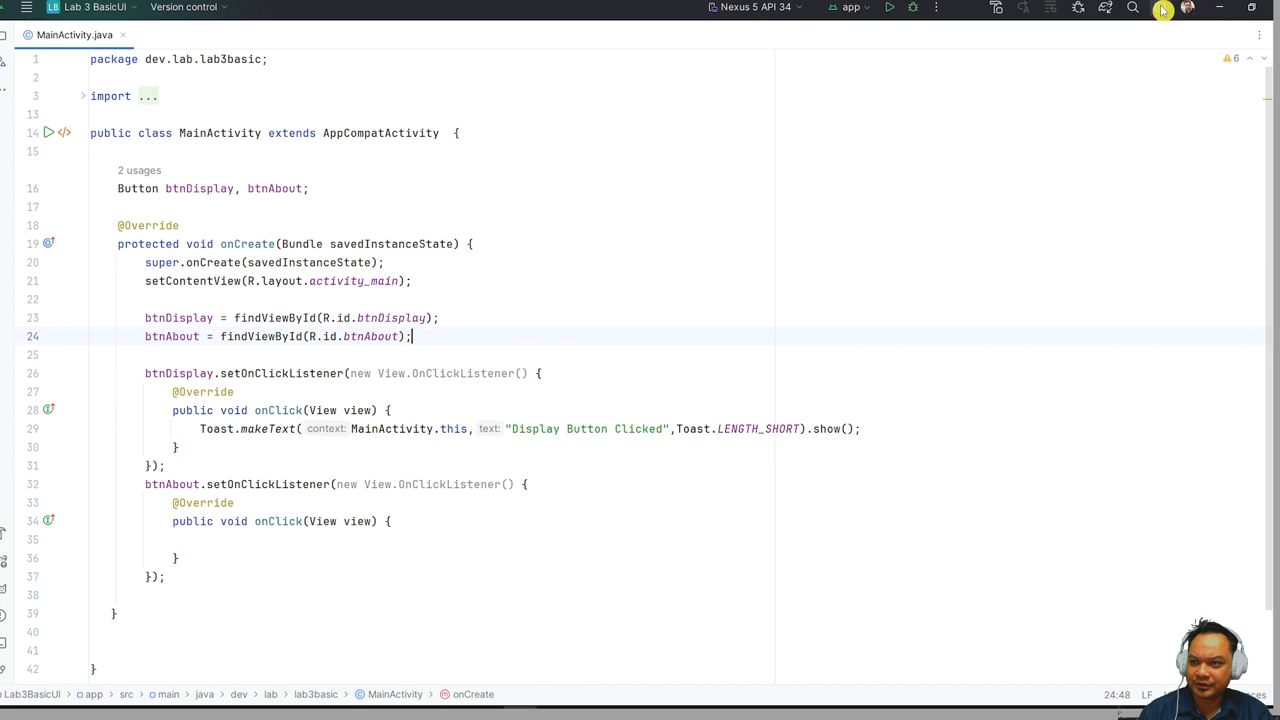 LB Lab 3 BasicUI Version control Nexus 5 API 34 app
MainActivity.java
6
1 package dev.lab.lab3basic;
2
3 import ...
13
14 public class MainActivity extends AppCompatActivity {
15
2 usages
16 Button btnDisplay, btnAbout;
17
18 @Override
19 protected void onCreate(Bundle savedInstanceState) {
20 super.onCreate(savedInstanceState);
21 setContentView(R.layout.activity_main);
22
23 btnDisplay = findViewById(R.id.btnDisplay);
24 btnAbout = findViewById(R.id.btnAbout);
25
26 btnDisplay.setOnClickListener(new View.OnClickListener() {
27 @Override
28 public void onClick(View view) {
29 Toast.makeText( context: MainActivity.this, text: "Display Button Clicked",Toast.LENGTH_SHORT).show();
30 }
31 });
32 btnAbout.setOnClickListener(new View.OnClickListener() {
33 @Override
34 public void onClick(View view) {
35
36 }
37 });
38
39 }
40
41
42 }
Lab3BasicUI app src main java dev lab lab3basic MainActivity onCreate 24:48 LF